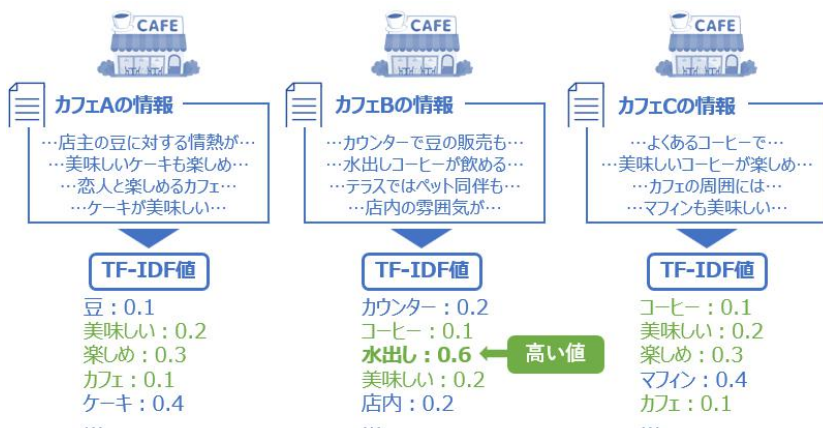 CAFE
カフェAの情報
…店主の豆に対する情熱が…
…美味しいケーキも楽しめ…
…恋人と楽しめるカフェ…
…ケーキが美味しい…
TF-IDF値
豆：0.1
美味しい：0.2
楽しめ：0.3
カフェ：0.1
ケーキ：0.4
…
CAFE
カフェBの情報
…カウンターで豆の販売も…
…水出しコーヒーが飲める…
…テラスではペット同伴も…
…店内の雰囲気が…
TF-IDF値
カウンター：0.2
コーヒー：0.1
水出し：0.6
高い値
美味しい：0.2
店内：0.2
…
CAFE
カフェCの情報
…よくあるコーヒーで…
…美味しいコーヒーが楽しめ…
…カフェの周囲には…
…マフィンも美味しい…
TF-IDF値
コーヒー：0.1
美味しい：0.2
楽しめ：0.3
マフィン：0.4
カフェ：0.1
…